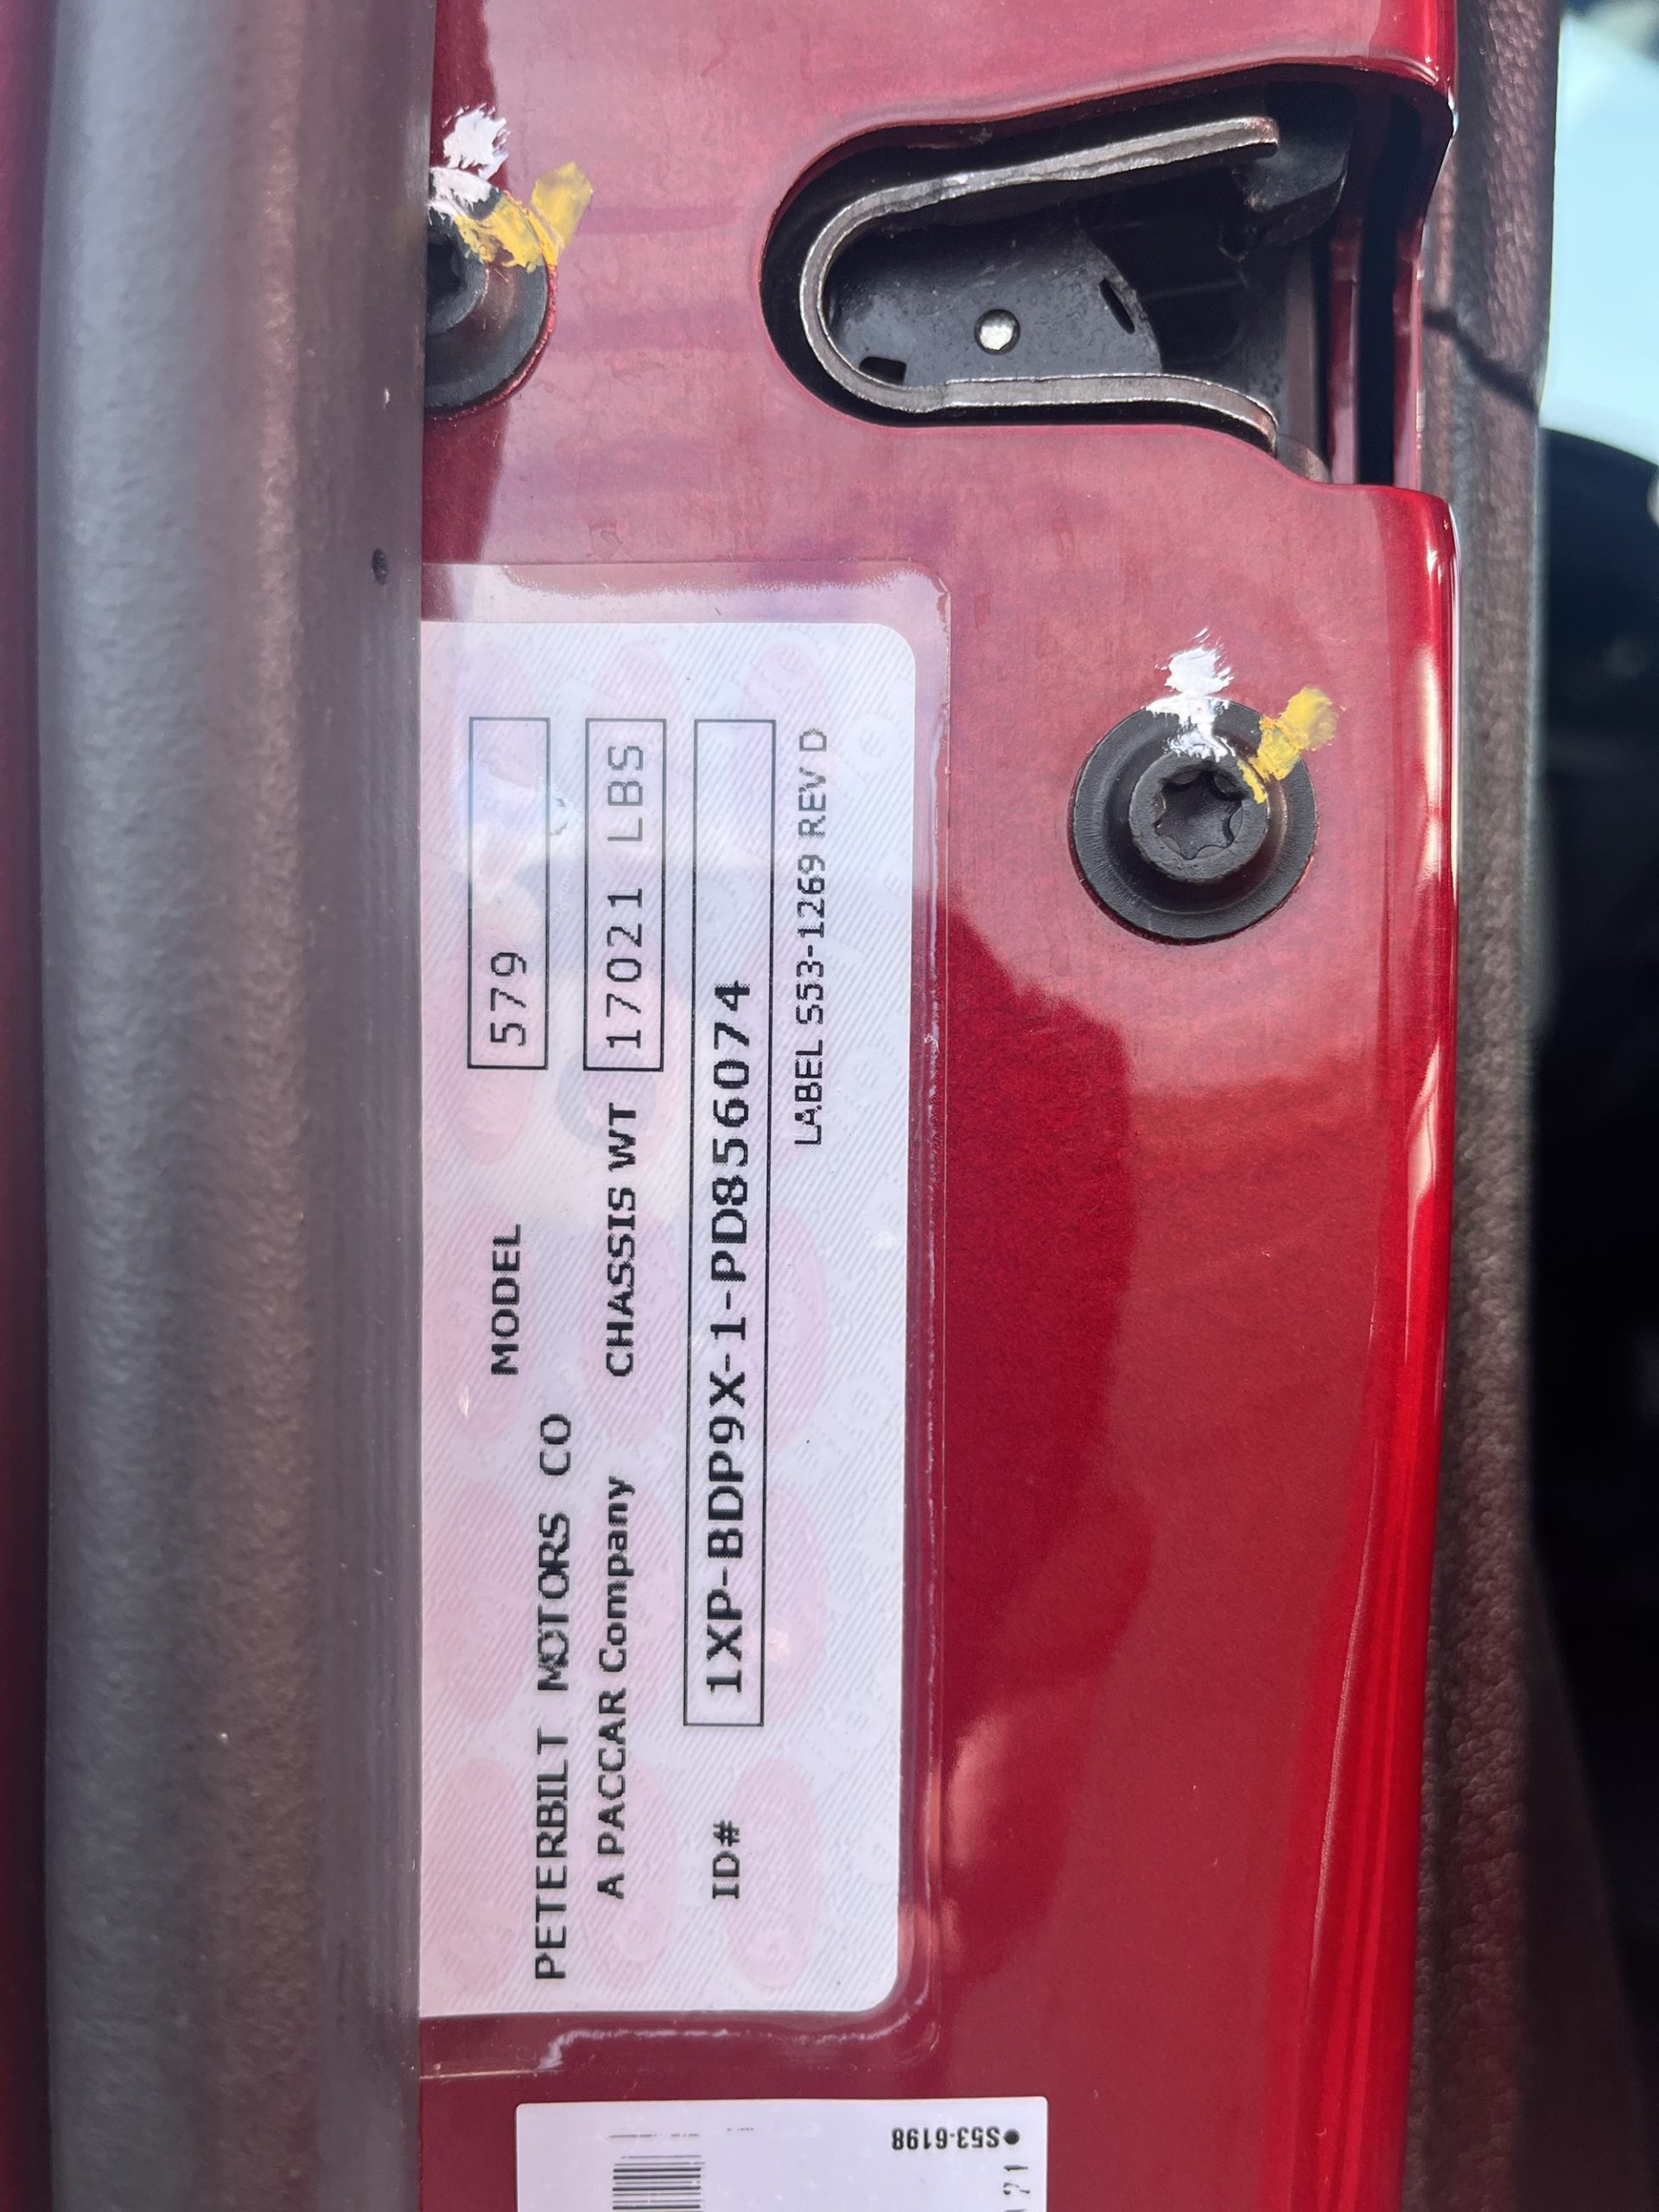 MODEL 579
PETERBILT MOTORS CO
A PACCAR Company CHASSIS WT 17021 LBS
ID# 1XP-BDP9X-1-PD856074
LABEL S53-1269 REV D
S53-6198